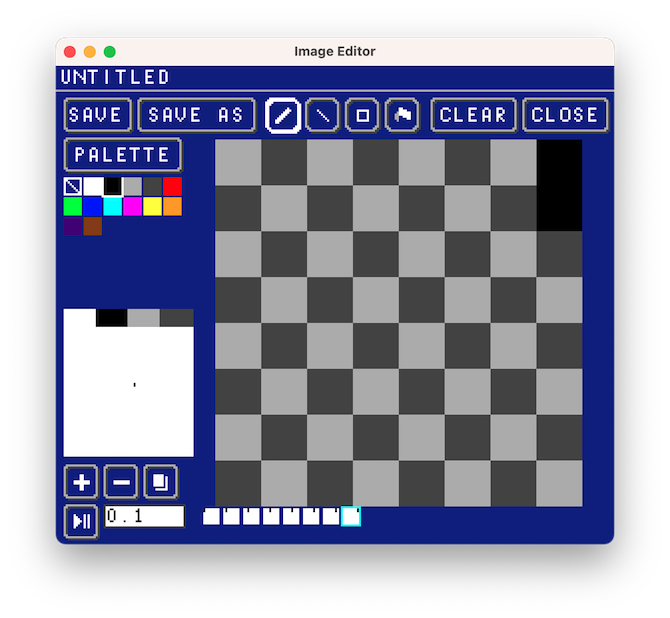 Image Editor
UNTITLED
SAVE SAVE AS CLEAR CLOSE
PALETTE
0.1